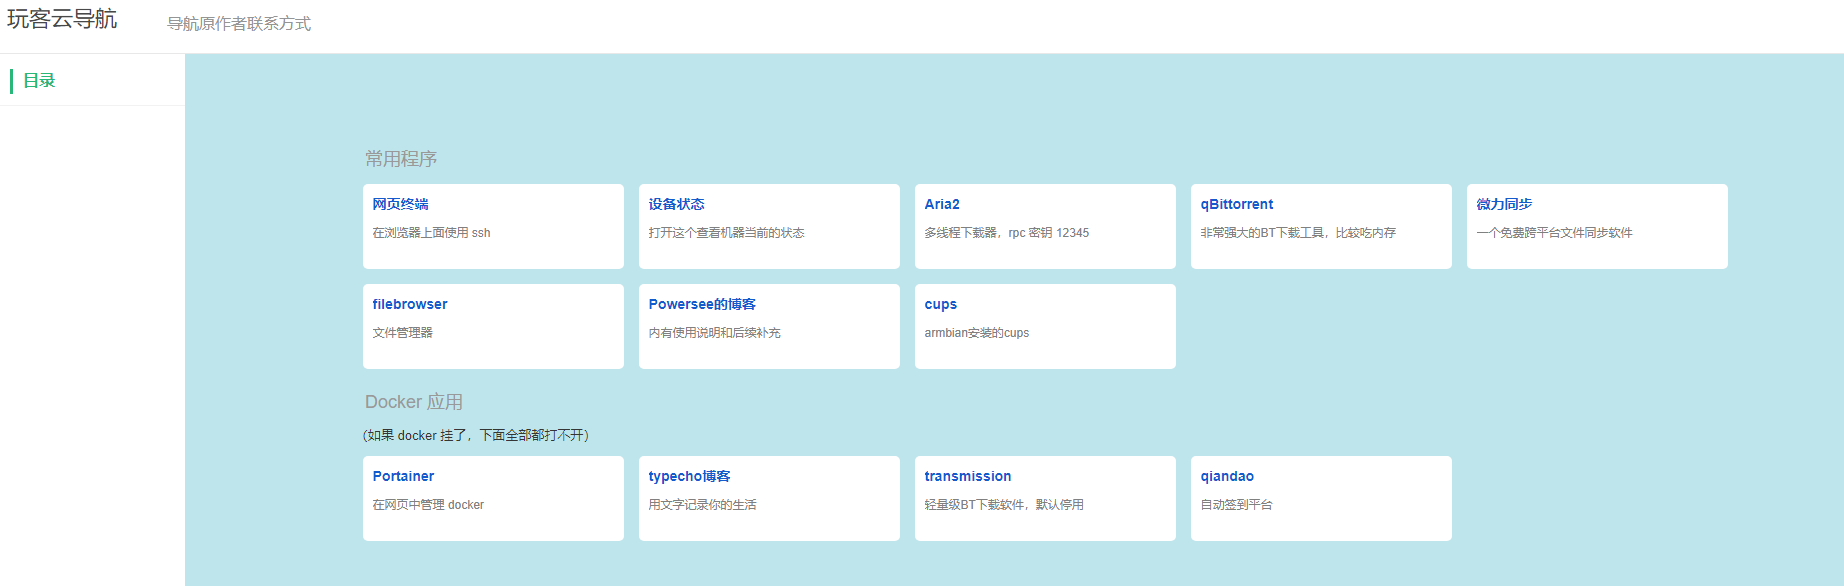 玩客云导航
导航原作者联系方式
目录
常用程序
网页终端
在浏览器上面使用 ssh
设备状态
打开这个查看机器当前的状态
Aria2
多线程下载器，rpc 密钥 12345
qBittorrent
非常强大的BT下载工具，比较吃内存
微力同步
一个免费跨平台文件同步软件
filebrowser
文件管理器
Powersee的博客
内有使用说明和后续补充
cups
armbian安装的cups
Docker 应用
(如果 docker 挂了，下面全部都打不开)
Portainer
在网页中管理 docker
typecho博客
用文字记录你的生活
transmission
轻量级BT下载软件，默认停用
qiandao
自动签到平台